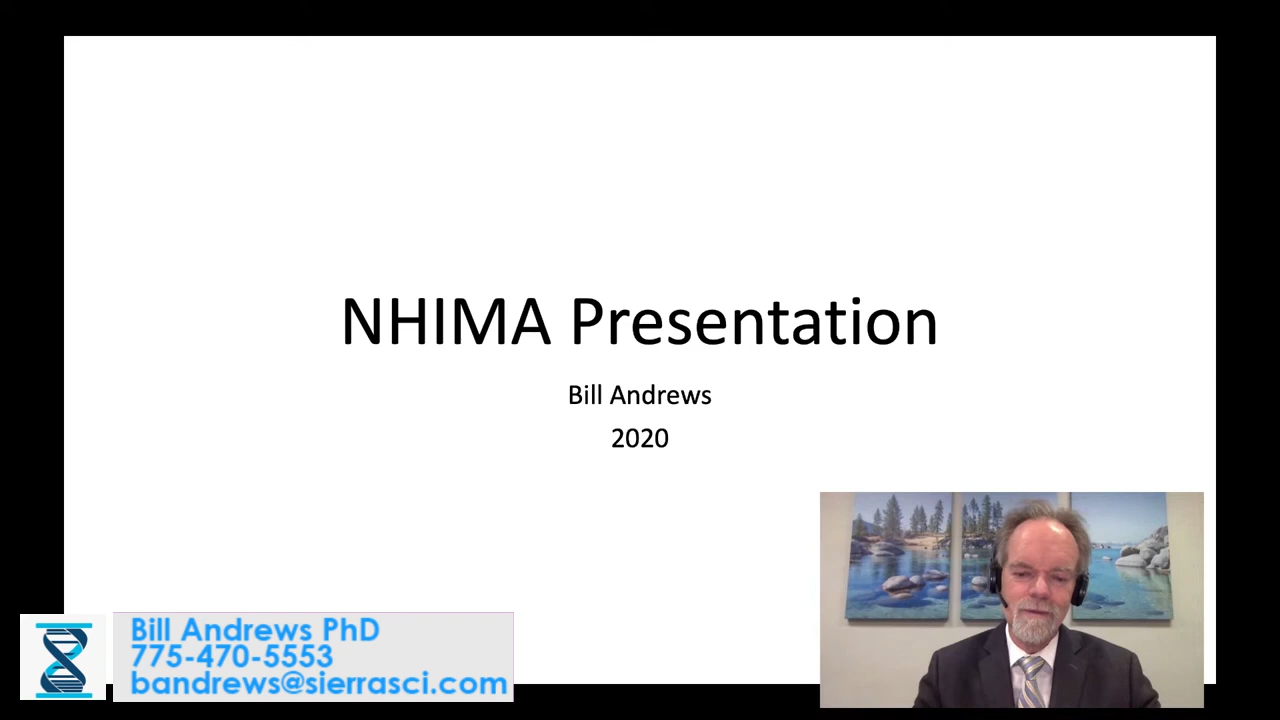 NHIMA Presentation
Bill Andrews
2020
Bill Andrews PhD
775-470-5553
bandrews@sierrasci.com